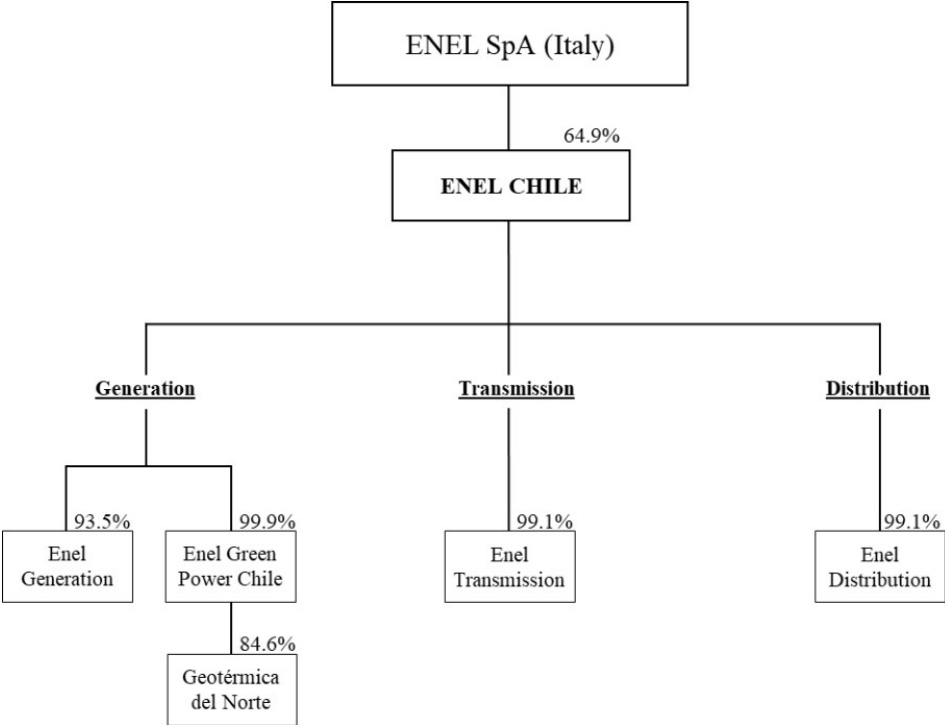 ENEL SpA (Italy)
64.9%
ENEL CHILE
Generation
Transmission
Distribution
93.5%
99.9%
99.1%
99.1%
Enel
Generation
Enel Green
Power Chile
Enel
Transmission
Enel
Distribution
84.6%
Geotérmica
del Norte